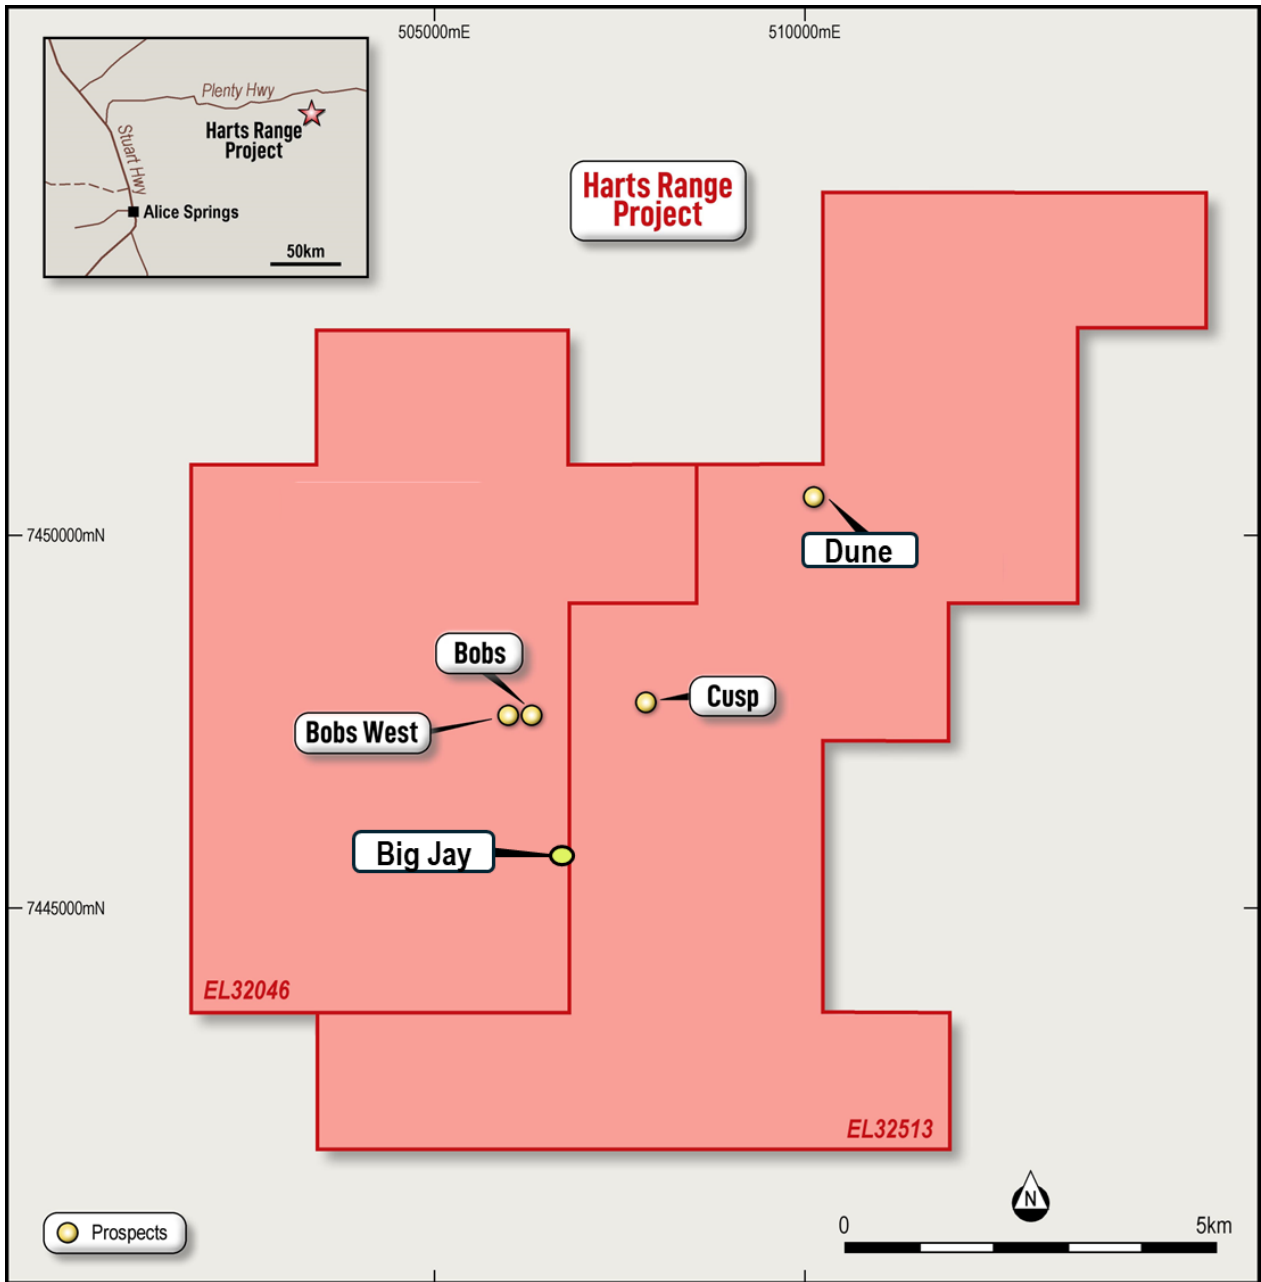 505000mE
510000mE
Plenty Hwy
Harts Range
Project
Stuart Hwy
Alice Springs
50km
Harts Range
Project
7450000mN
Dune
Bobs
Bobs West
Cusp
Big Jay
7445000mN
EL32046
EL32513
Prospects
N
0
5km